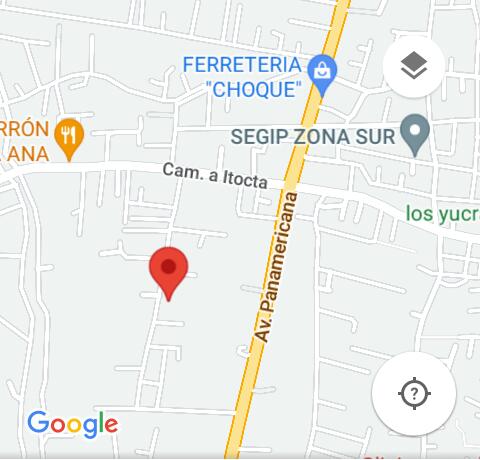 FERRETERIA
"CHOQUE"
RRÓN
ANA
SEGIP ZONA SUR
Cam. a Itocta
los yucr
Av. Panamericana
?
Google